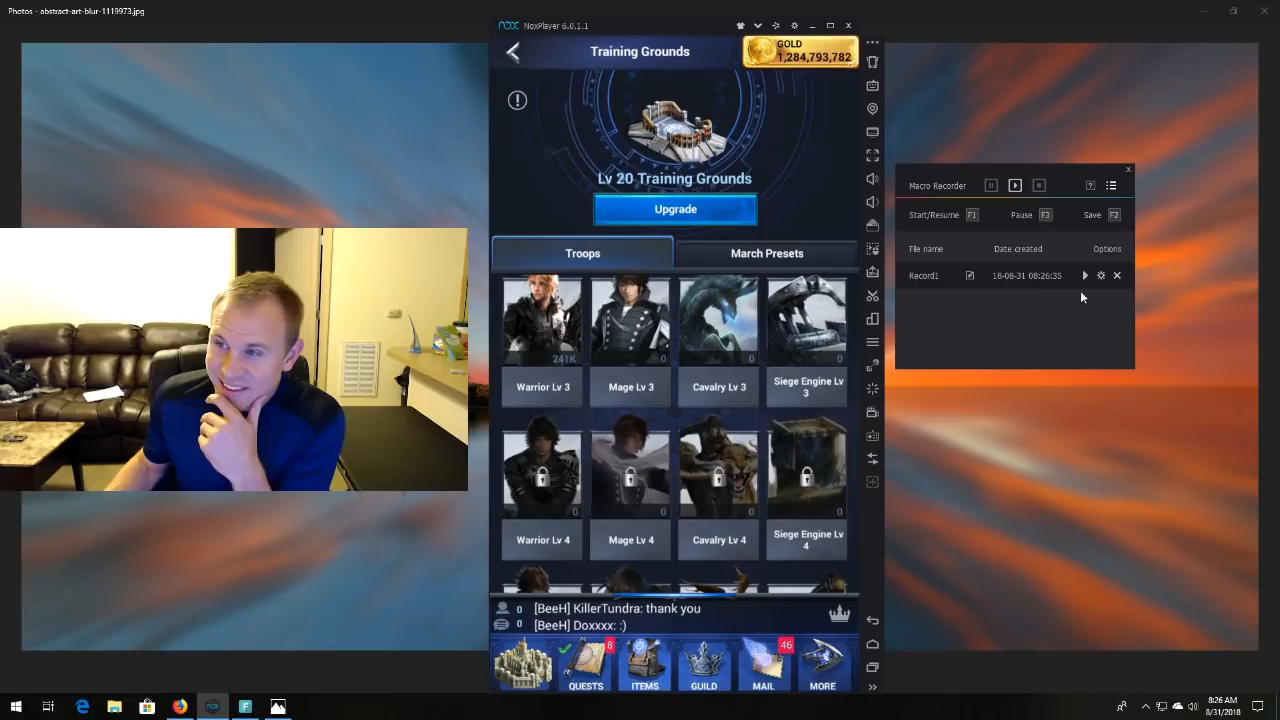 Photos - abstract-art-blur-1119973.jpg
nox NoxPlayer 6.0.1.1
Training Grounds
GOLD
1,284,793,782
Lv 20 Training Grounds
Upgrade
Troops
March Presets
241K
0
0
0
Warrior Lv 3
Mage Lv 3
Cavalry Lv 3
Siege Engine Lv
3
0
0
0
0
Warrior Lv 4
Mage Lv 4
Cavalry Lv 4
Siege Engine Lv
4
0 [BeeH] KillerTundra: thank you
0 [BeeH] Doxxxx: :)
8
46
QUESTS
ITEMS
GUILD
MAIL
MORE
Macro Recorder
?
Start/Resume F1
Pause F3
Save F2
File name
Date created
Options
Record1
18-08-31 08:26:35
nox
8:26 AM
8/31/2018